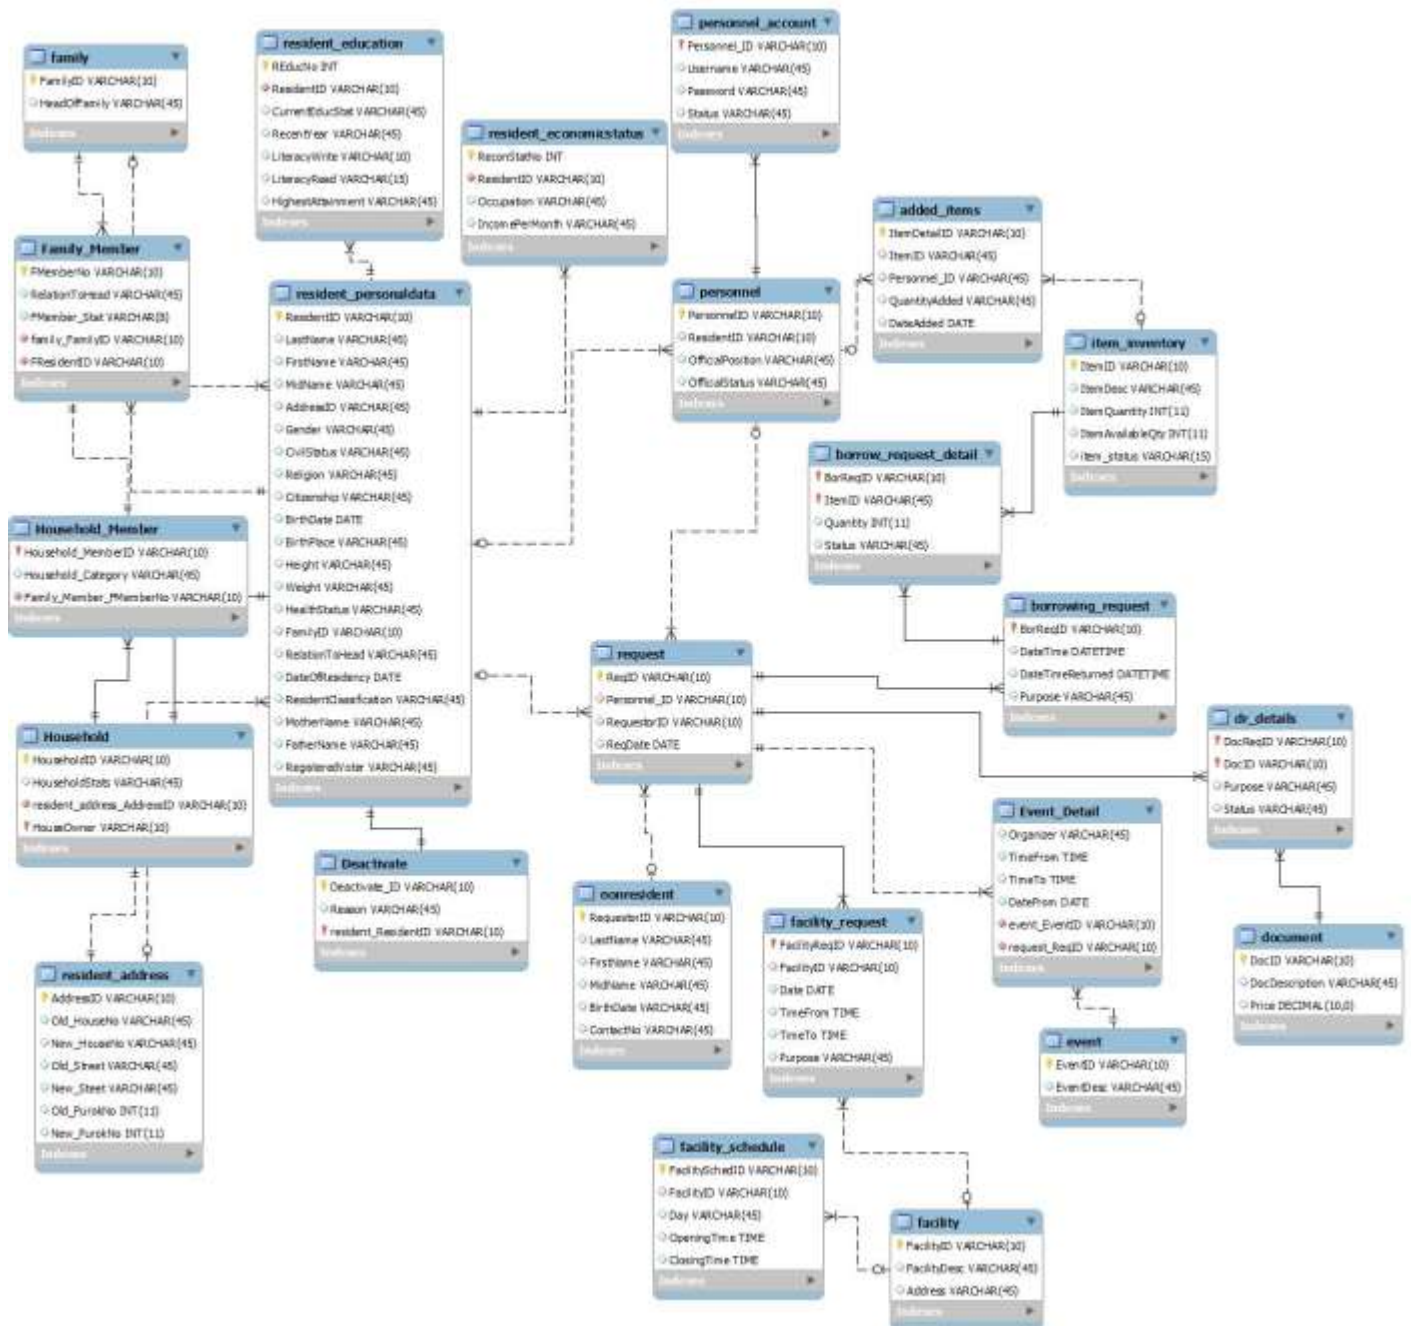 family
FamilyID VARCHAR(10)
HeadOfFamily VARCHAR(45)
Indexes
resident_education
REducNo INT
ResidentID VARCHAR(10)
CurrentEducStat VARCHAR(45)
RecentYear VARCHAR(45)
LiteracyWrite VARCHAR(10)
LiteracyRead VARCHAR(15)
HighestAttainment VARCHAR(45)
Indexes
resident_economicstatus
ReconStatNo INT
ResidentID VARCHAR(10)
Occupation VARCHAR(45)
IncomePerMonth VARCHAR(45)
Indexes
personnel_account
Personnel_ID VARCHAR(10)
Username VARCHAR(45)
Password VARCHAR(45)
Status VARCHAR(45)
Indexes
added_items
ItemDetailID VARCHAR(10)
ItemID VARCHAR(45)
Personnel_ID VARCHAR(45)
QuantityAdded VARCHAR(45)
DateAdded DATE
Indexes
Family_Member
FMemberNo VARCHAR(10)
RelationToHead VARCHAR(45)
FMember_Stat VARCHAR(8)
family_FamilyID VARCHAR(10)
FResidentID VARCHAR(10)
Indexes
resident_personaldata
ResidentID VARCHAR(10)
LastName VARCHAR(45)
FirstName VARCHAR(45)
MidName VARCHAR(45)
AddressID VARCHAR(45)
Gender VARCHAR(45)
CivilStatus VARCHAR(45)
Religion VARCHAR(45)
Citizenship VARCHAR(45)
BirthDate DATE
BirthPlace VARCHAR(45)
Height VARCHAR(45)
Weight VARCHAR(45)
HealthStatus VARCHAR(45)
FamilyID VARCHAR(10)
RelationToHead VARCHAR(45)
DateOfResidency DATE
ResidentClassification VARCHAR(45)
MotherName VARCHAR(45)
FatherName VARCHAR(45)
RegisteredVoter VARCHAR(45)
Indexes
personnel
PersonnelID VARCHAR(10)
ResidentID VARCHAR(10)
OfficalPosition VARCHAR(45)
OfficialStatus VARCHAR(45)
Indexes
item_inventory
ItemID VARCHAR(10)
ItemDesc VARCHAR(45)
ItemQuantity INT(11)
ItemAvailableQty INT(11)
item_status VARCHAR(15)
Indexes
borrow_request_detail
BorReqID VARCHAR(10)
ItemID VARCHAR(45)
Quantity INT(11)
Status VARCHAR(45)
Indexes
Household_Member
Household_MemberID VARCHAR(10)
Household_Category VARCHAR(45)
Family_Member_FMemberNo VARCHAR(10)
Indexes
borrowing_request
BorReqID VARCHAR(10)
DateTime DATETIME
DateTimeReturned DATETIME
Purpose VARCHAR(45)
Indexes
request
ReqID VARCHAR(10)
Personnel_ID VARCHAR(10)
RequestorID VARCHAR(10)
ReqDate DATE
Indexes
Household
HouseholdID VARCHAR(10)
HouseholdStats VARCHAR(45)
resident_address_AddressID VARCHAR(10)
HouseOwner VARCHAR(10)
Indexes
dr_details
DocReqID VARCHAR(10)
DocID VARCHAR(10)
Purpose VARCHAR(45)
Status VARCHAR(45)
Indexes
Event_Detail
Organizer VARCHAR(45)
TimeFrom TIME
TimeTo TIME
DateFrom DATE
event_EventID VARCHAR(10)
request_ReqID VARCHAR(10)
Indexes
Deactivate
Deactivate_ID VARCHAR(10)
Reason VARCHAR(45)
resident_ResidentID VARCHAR(10)
Indexes
nonresident
RequestorID VARCHAR(10)
LastName VARCHAR(45)
FirstName VARCHAR(45)
MidName VARCHAR(45)
BirthDate VARCHAR(45)
ContactNo VARCHAR(45)
Indexes
facility_request
FacilityReqID VARCHAR(10)
FacilityID VARCHAR(10)
Date DATE
TimeFrom TIME
TimeTo TIME
Purpose VARCHAR(45)
Indexes
document
DocID VARCHAR(10)
DocDescription VARCHAR(45)
Price DECIMAL(10,0)
Indexes
resident_address
AddressID VARCHAR(10)
Old_HouseNo VARCHAR(45)
New_HouseNo VARCHAR(45)
Old_Street VARCHAR(45)
New_Steet VARCHAR(45)
Old_PurokNo INT(11)
New_PurokNo INT(11)
Indexes
event
EventID VARCHAR(10)
EventDesc VARCHAR(45)
Indexes
facility_schedule
FacilitySchedID VARCHAR(10)
FacilityID VARCHAR(10)
Day VARCHAR(45)
OpeningTime TIME
ClosingTime TIME
Indexes
facility
FacilityID VARCHAR(10)
FacilityDesc VARCHAR(45)
Address VARCHAR(45)
Indexes